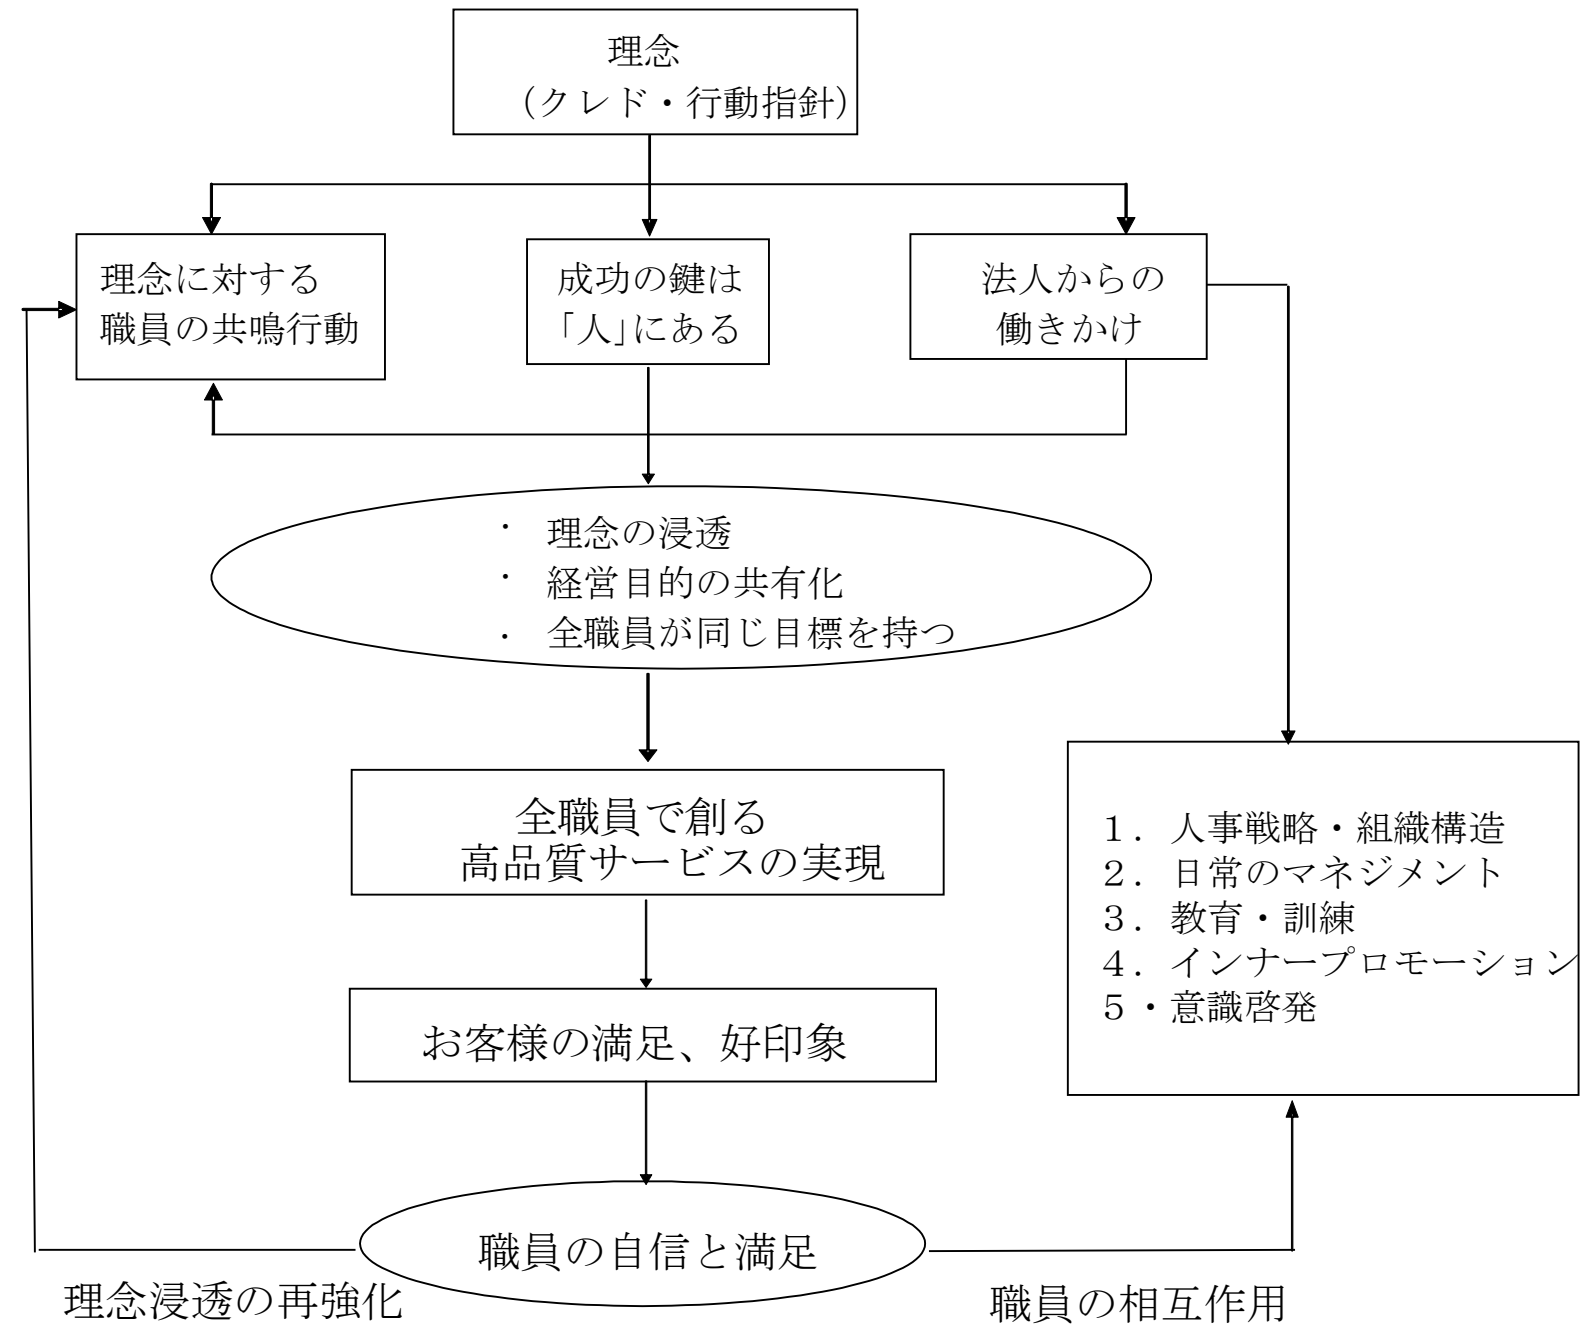 理念
（クレド・行動指針）
理念に対する
職員の共鳴行動
成功の鍵は
「人」にある
法人からの
働きかけ
・ 理念の浸透
・ 経営目的の共有化
・ 全職員が同じ目標を持つ
全職員で創る
高品質サービスの実現
１．人事戦略・組織構造
２．日常のマネジメント
３．教育・訓練
４．インナープロモーション
５・意識啓発
お客様の満足、好印象
職員の自信と満足
理念浸透の再強化
職員の相互作用